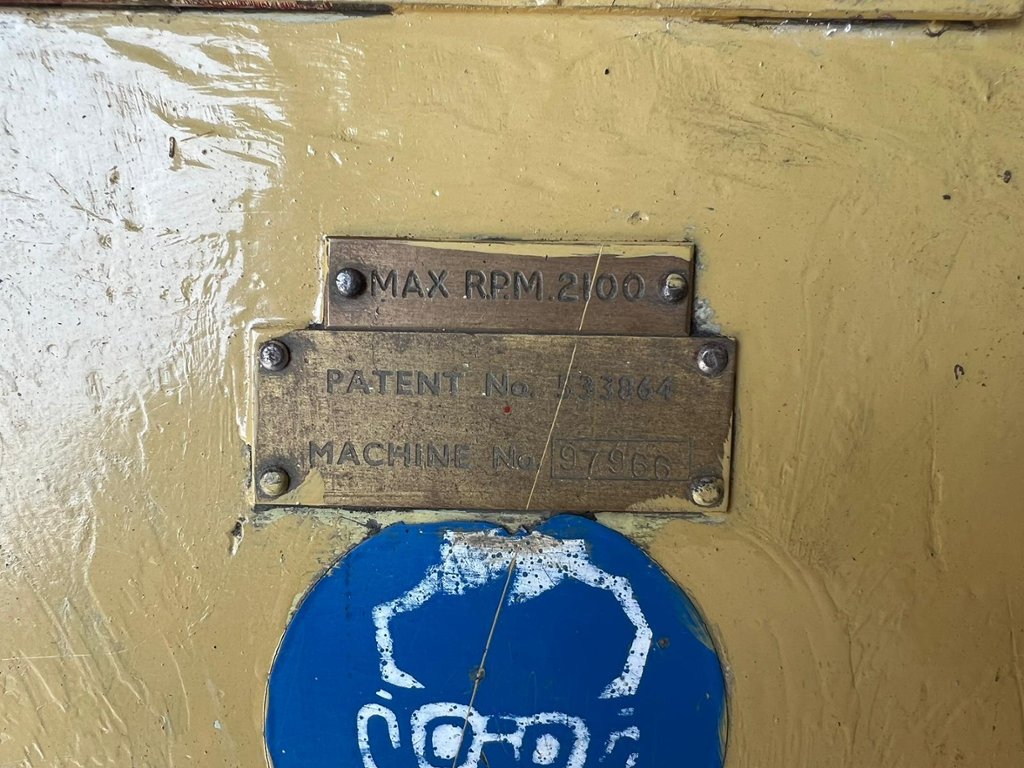 MAX R.P.M. 2100
PATENT No. 533864
MACHINE No. 97966